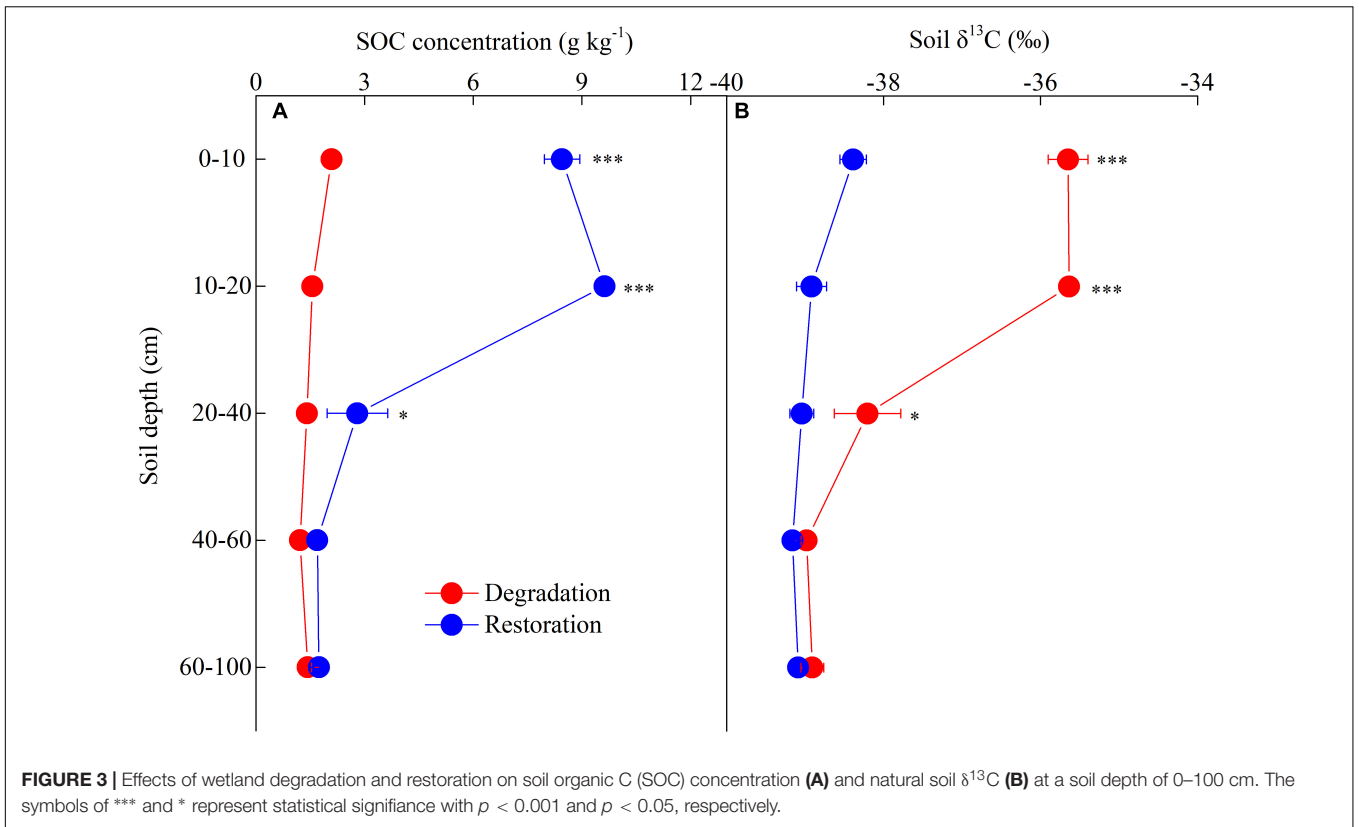 SOC concentration (g kg⁻¹) Soil δ¹³C (‰)
0 3 6 9 12 -40 -38 -36 -34
A B
0-10 *** ***
10-20 *** ***
Soil depth (cm)
20-40 * *
40-60
Degradation
Restoration
60-100
FIGURE 3 | Effects of wetland degradation and restoration on soil organic C (SOC) concentration (A) and natural soil δ¹³C (B) at a soil depth of 0–100 cm. The
symbols of *** and * represent statistical signifiance with p < 0.001 and p < 0.05, respectively.